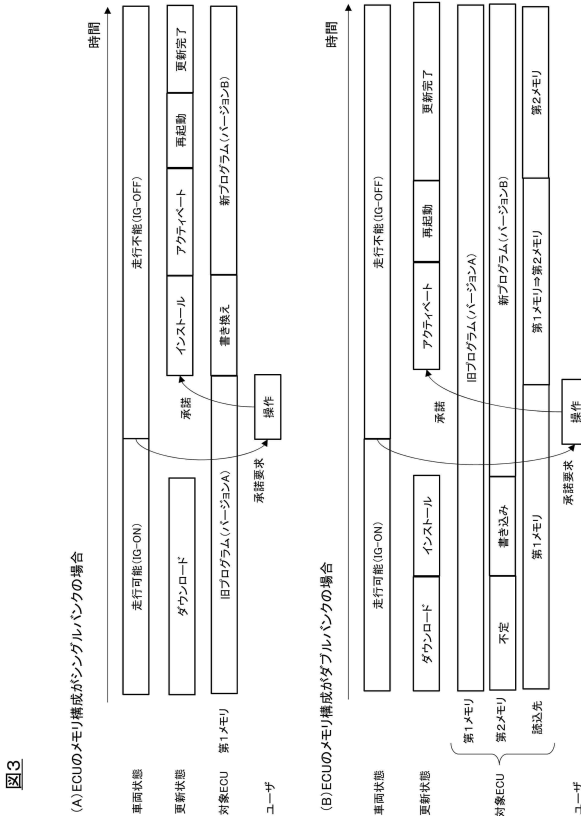 図3
(A)ECUのメモリ構成がシングルバンクの場合
時間
車両状態
走行可能(IG-ON)
走行不能(IG-OFF)
更新状態
ダウンロード
インストール
アクティベート
再起動
更新完了
対象ECU 第1メモリ
旧プログラム(バージョンA)
書き換え
新プログラム(バージョンB)
承諾要求
承諾
ユーザ
操作
(B)ECUのメモリ構成がダブルバンクの場合
時間
車両状態
走行可能(IG-ON)
走行不能(IG-OFF)
更新状態
ダウンロード
インストール
アクティベート
再起動
更新完了
承諾
対象ECU
第1メモリ
旧プログラム(バージョンA)
第2メモリ
不定
書き込み
新プログラム(バージョンB)
読込先
第1メモリ
第1メモリ⇒第2メモリ
第2メモリ
承諾要求
ユーザ
操作